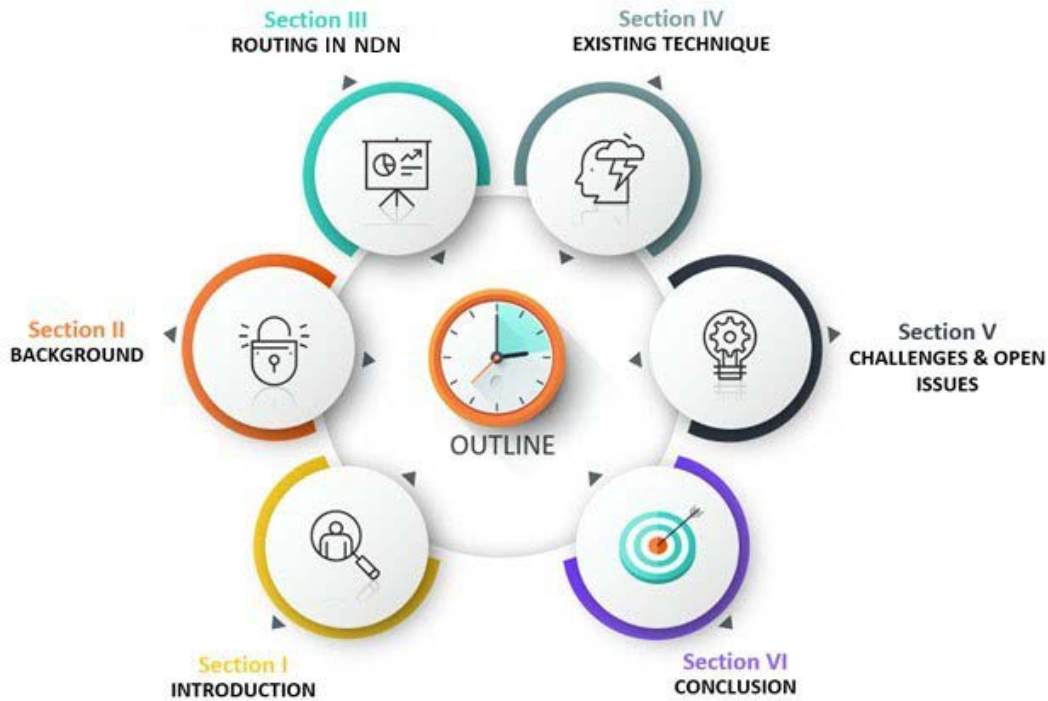 Section III
ROUTING IN NDN
Section IV
EXISTING TECHNIQUE
Section II
BACKGROUND
Section V
CHALLENGES & OPEN
ISSUES
OUTLINE
Section I
INTRODUCTION
Section VI
CONCLUSION